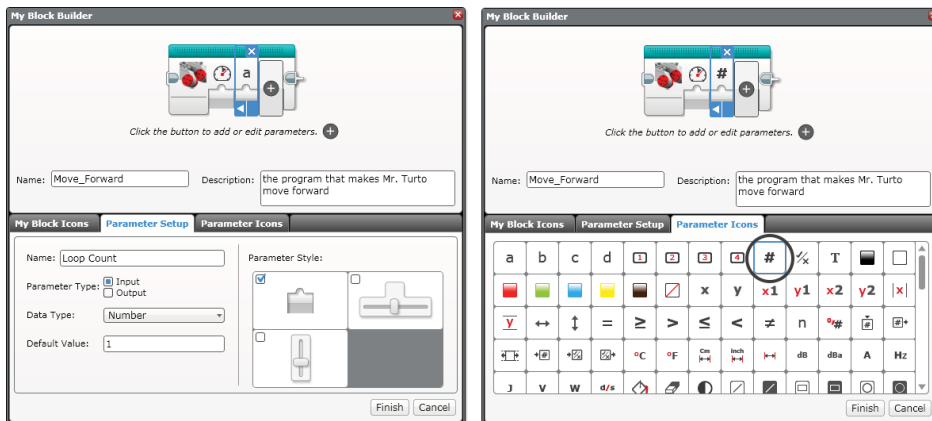 My Block Builder
a
Click the button to add or edit parameters.
Name: Move_Forward Description: the program that makes Mr. Turto
move forward
My Block Icons Parameter Setup Parameter Icons
Name: Loop Count
Parameter Type: Input
Output
Data Type: Number
Default Value: 1
Parameter Style:
Finish Cancel
My Block Builder
#
Click the button to add or edit parameters.
Name: Move_Forward Description: the program that makes Mr. Turto
move forward
My Block Icons Parameter Setup Parameter Icons
a b c d 1 2 3 4 # T
x y x1 y1 x2 y2 |x|
y = ≥ > ≤ < ≠ n #
°C °F Cm Inch dB dBa A Hz
J V W d/s
Finish Cancel